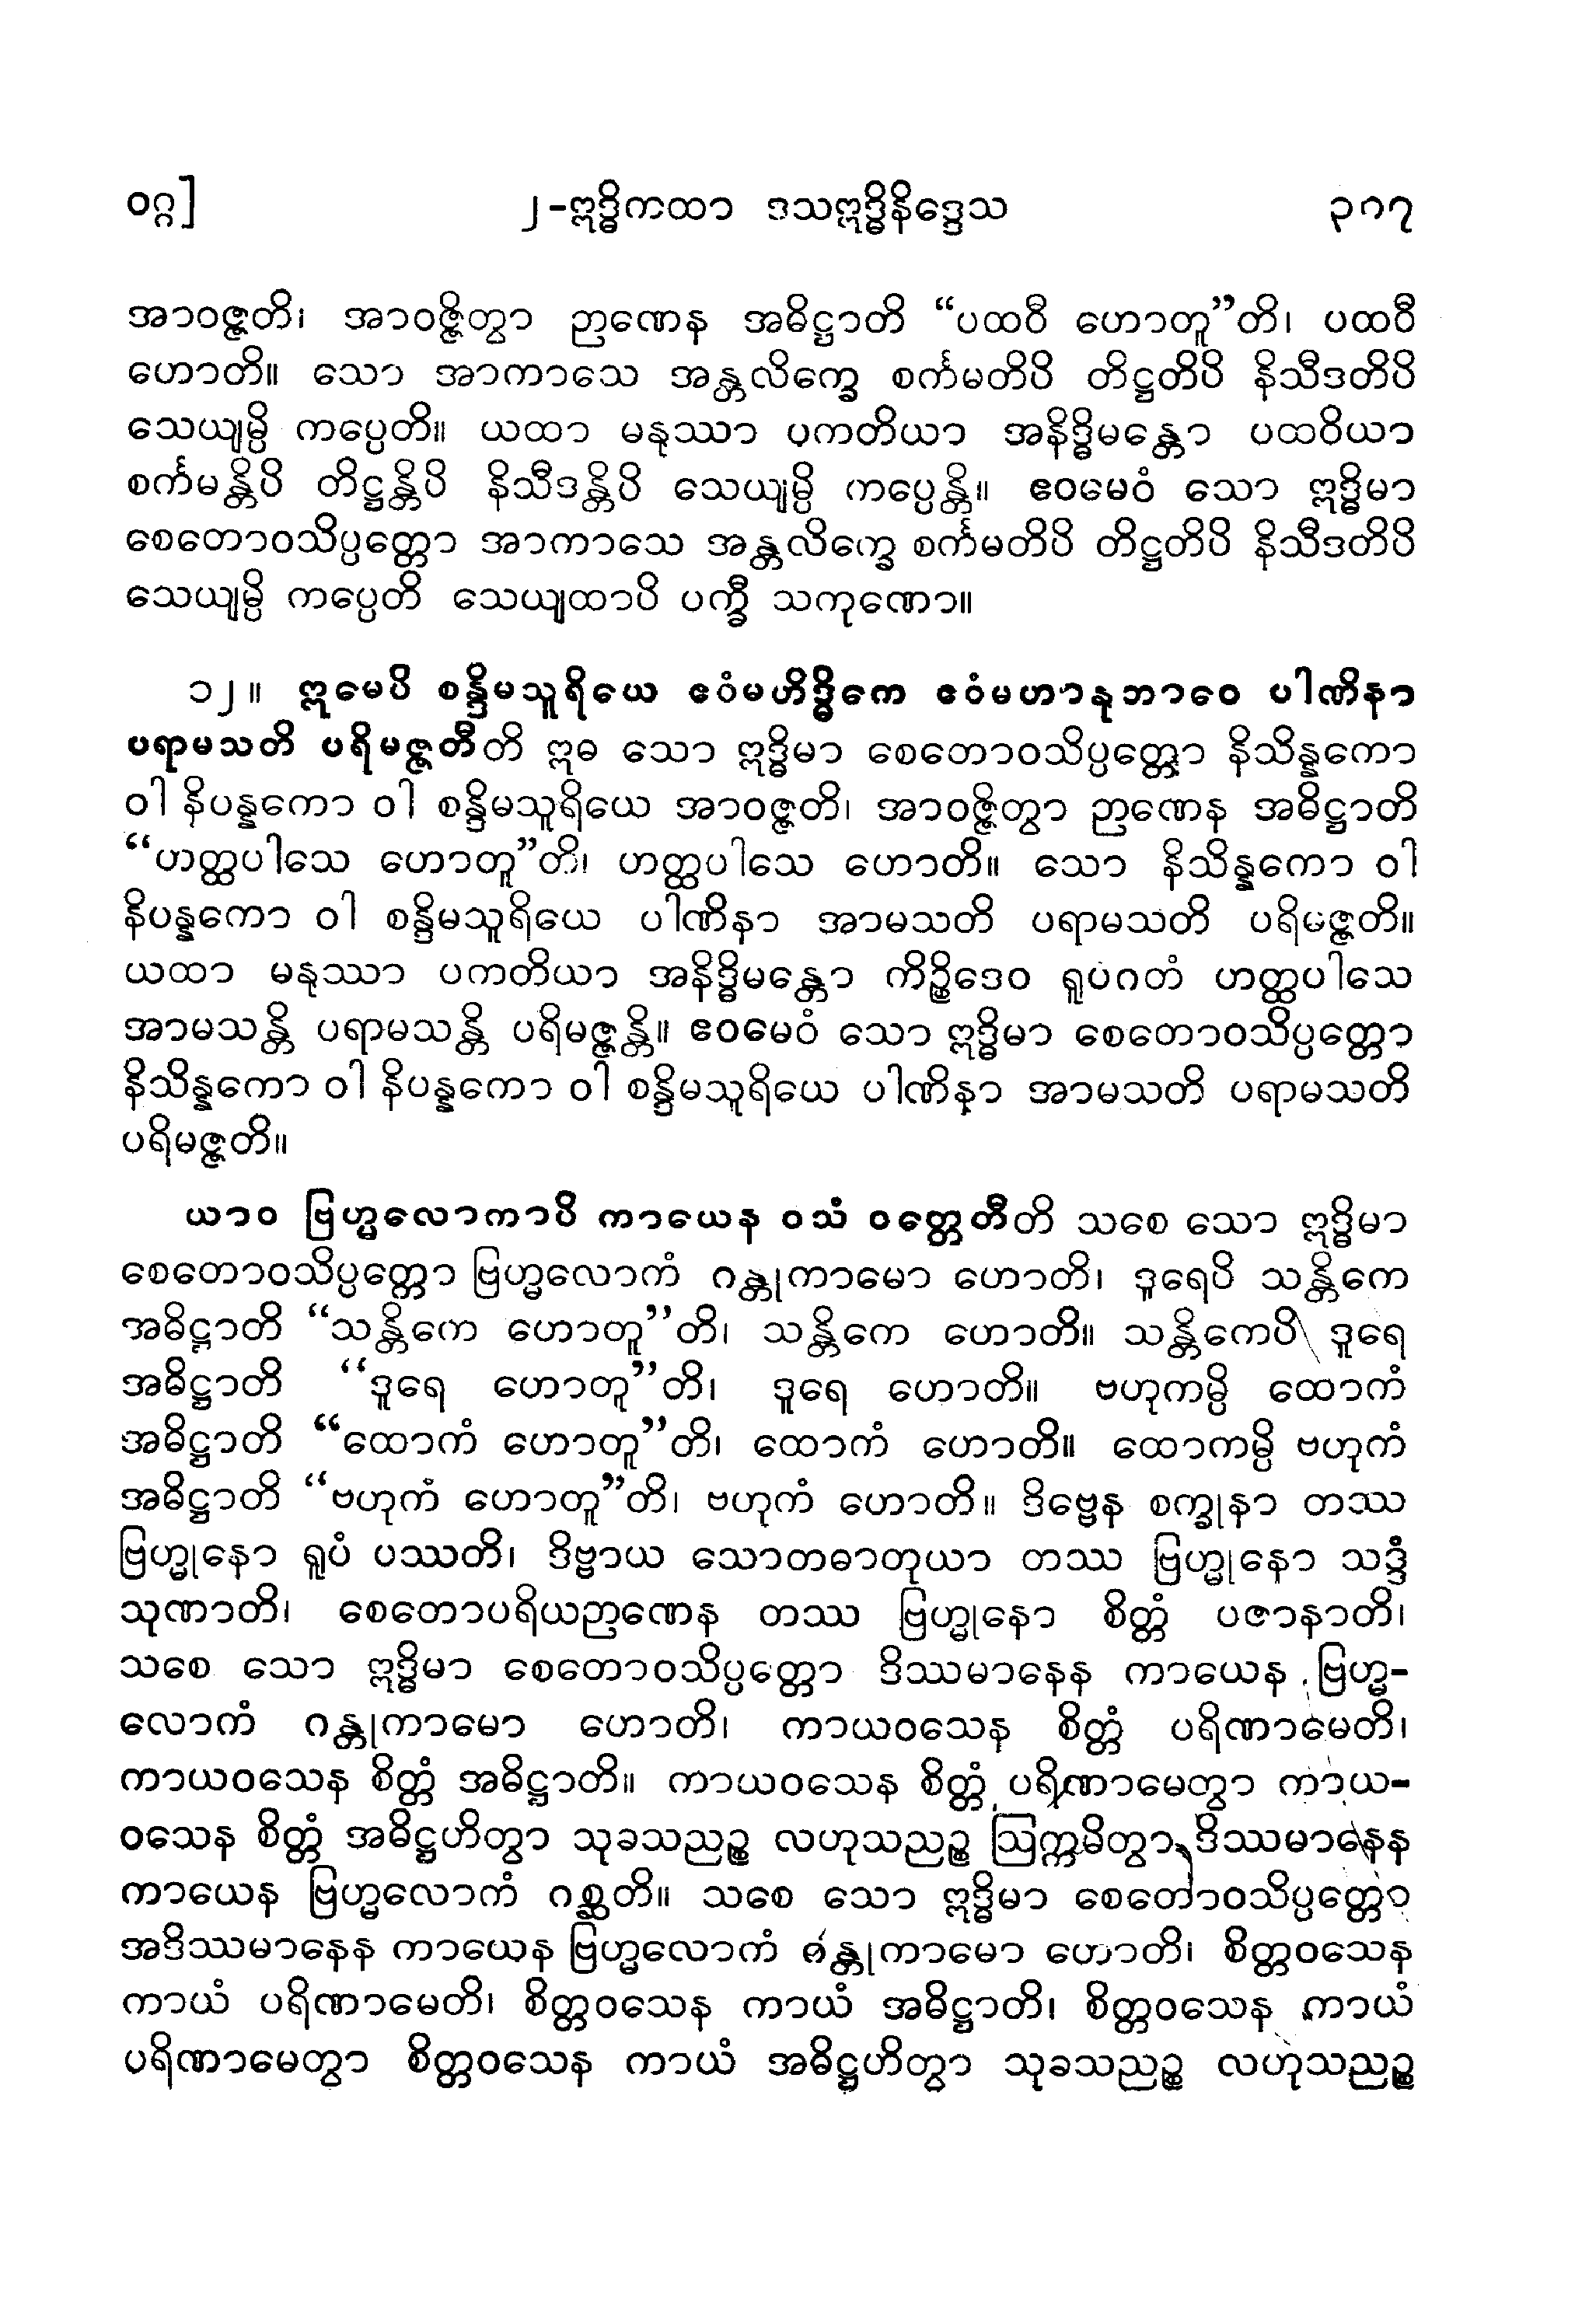 ဝဂ္ဂ] ၂-ဣဒ္ဓိကထာ ဒသဣဒ္ဓိနိဒ္ဒေသ ၃၈၇
အာဝဇ္ဇတိ၊ အာဝဇ္ဇိတွာ ဉာဏေန အဓိဋ္ဌာတိ “ပထဝီ ဟောတူ”တိ၊ ပထဝီ
ဟောတိ။ သော အာကာသေ အန္တလိက္ခေ စင်္ကမတိပိ တိဋ္ဌတိပိ နိသီဒတိပိ
သေယျမ္ပိ ကပ္ပေတိ။ ယထာ မနုဿာ ပကတိယာ အနိဒ္ဓိမန္တော ပထဝိယာ
စင်္ကမန္တိပိ တိဋ္ဌန္တိပိ နိသီဒန္တိပိ သေယျမ္ပိ ကပ္ပေန္တိ။ ဧဝမေဝံ သော ဣဒ္ဓိမာ
စေတောဝသိပ္ပတ္တော အာကာသေ အန္တလိက္ခေ စင်္ကမတိပိ တိဋ္ဌတိပိ နိသီဒတိပိ
သေယျမ္ပိ ကပ္ပေတိ သေယျထာပိ ပက္ခီ သကုဏော။
၁၂။ ဣမေပိ စန္ဒိမသူရိယေ ဧဝံမဟိဒ္ဓိကေ ဧဝံမဟာနုဘာဝေ ပါဏိနာ
ပရာမသတိ ပရိမဇ္ဇတီတိ ဣဓ သော ဣဒ္ဓိမာ စေတောဝသိပ္ပတ္တော နိသိန္နကော
ဝါ နိပန္နကော ဝါ စန္ဒိမသူရိယေ အာဝဇ္ဇတိ၊ အာဝဇ္ဇိတွာ ဉာဏေန အဓိဋ္ဌာတိ
“ဟတ္ထပါသေ ဟောတူ”တိ၊ ဟတ္ထပါသေ ဟောတိ။ သော နိသိန္နကော ဝါ
နိပန္နကော ဝါ စန္ဒိမသူရိယေ ပါဏိနာ အာမသတိ ပရာမသတိ ပရိမဇ္ဇတိ။
ယထာ မနုဿာ ပကတိယာ အနိဒ္ဓိမန္တော ကိဉ္စိဒေဝ ရူပဂတံ ဟတ္ထပါသေ
အာမသန္တိ ပရာမသန္တိ ပရိမဇ္ဇန္တိ။ ဧဝမေဝံ သော ဣဒ္ဓိမာ စေတောဝသိပ္ပတ္တော
နိသိန္နကော ဝါ နိပန္နကော ဝါ စန္ဒိမသူရိယေ ပါဏိနာ အာမသတိ ပရာမသတိ
ပရိမဇ္ဇတိ။
ယာဝ ဗြဟ္မလောကာပိ ကာယေန ဝသံ ဝတ္တေတီတိ သစေ သော ဣဒ္ဓိမာ
စေတောဝသိပ္ပတ္တော ဗြဟ္မလောကံ ဂန္တုကာမော ဟောတိ၊ ဒူရေပိ သန္တိကေ
အဓိဋ္ဌာတိ “သန္တိကေ ဟောတူ”တိ၊ သန္တိကေ ဟောတိ။ သန္တိကေပိ ဒူရေ
အဓိဋ္ဌာတိ “ဒူရေ ဟောတူ”တိ၊ ဒူရေ ဟောတိ။ ဗဟုကမ္ပိ ထောကံ
အဓိဋ္ဌာတိ “ထောကံ ဟောတူ”တိ၊ ထောကံ ဟောတိ။ ထောကမ္ပိ ဗဟုကံ
အဓိဋ္ဌာတိ “ဗဟုကံ ဟောတူ”တိ၊ ဗဟုကံ ဟောတိ။ ဒိဗ္ဗေန စက္ခုနာ တဿ
ဗြဟ္မုနော ရူပံ ပဿတိ၊ ဒိဗ္ဗာယ သောတဓာတုယာ တဿ ဗြဟ္မုနော သဒ္ဒံ
သုဏာတိ၊ စေတောပရိယဉာဏေန တဿ ဗြဟ္မုနော စိတ္တံ ပဇာနာတိ၊
သစေ သော ဣဒ္ဓိမာ စေတောဝသိပ္ပတ္တော ဒိဿမာနေန ကာယေန ဗြဟ္မ-
လောကံ ဂန္တုကာမော ဟောတိ၊ ကာယဝသေန စိတ္တံ ပရိဏာမေတိ၊
ကာယဝသေန စိတ္တံ အဓိဋ္ဌာတိ။ ကာယဝသေန စိတ္တံ ပရိဏာမေတွာ ကာယ-
ဝသေန စိတ္တံ အဓိဋ္ဌဟိတွာ သုခသညဉ္စ လဟုသညဉ္စ ဩက္ကမိတွာ ဒိဿမာနေန
ကာယေန ဗြဟ္မလောကံ ဂစ္ဆတိ။ သစေ သော ဣဒ္ဓိမာ စေတောဝသိပ္ပတ္တော
အဒိဿမာနေန ကာယေန ဗြဟ္မလောကံ ဂန္တုကာမော ဟောတိ၊ စိတ္တဝသေန
ကာယံ ပရိဏာမေတိ၊ စိတ္တဝသေန ကာယံ အဓိဋ္ဌာတိ၊ စိတ္တဝသေန ကာယံ
ပရိဏာမေတွာ စိတ္တဝသေန ကာယံ အဓိဋ္ဌဟိတွာ သုခသညဉ္စ လဟုသညဉ္စ